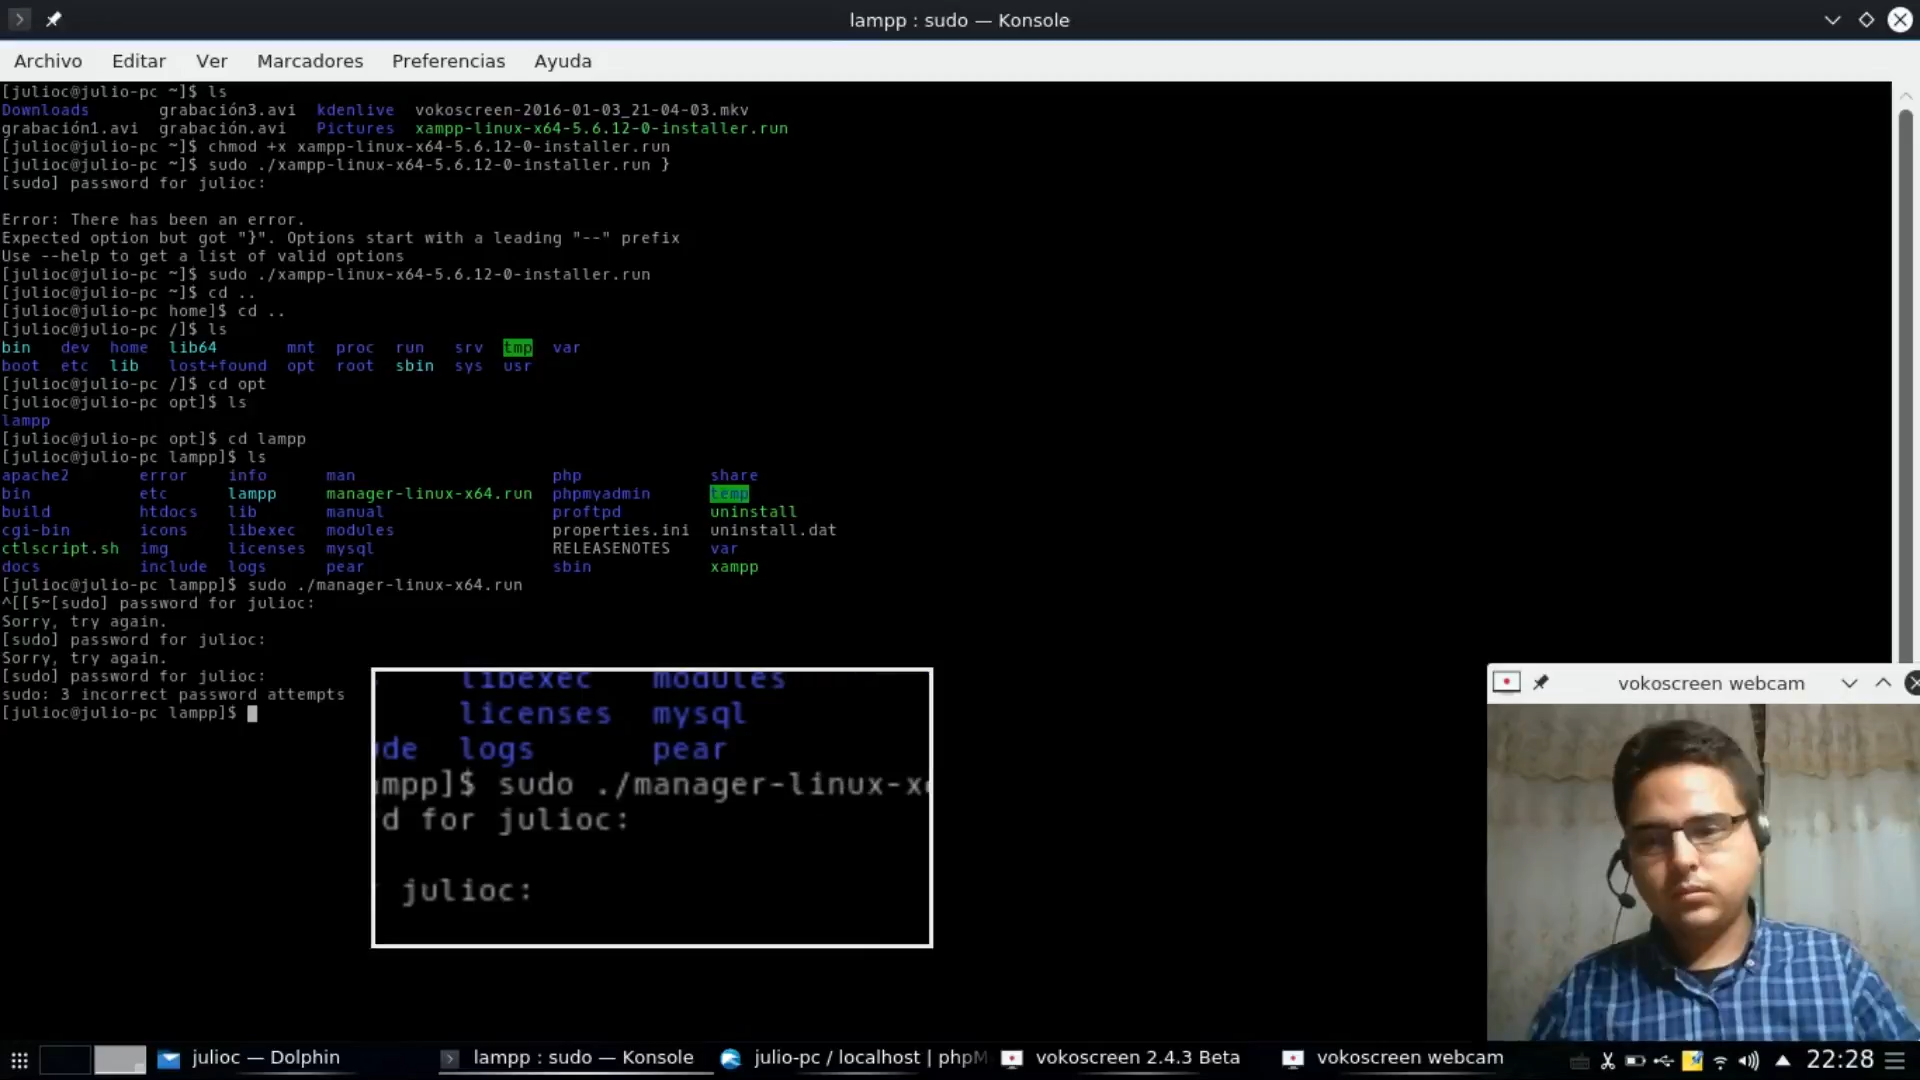 lampp : sudo — Konsole
Archivo Editar Ver Marcadores Preferencias Ayuda
[julioc@julio-pc ~]$ ls
Downloads grabación3.avi kdenlive vokoscreen-2016-01-03_21-04-03.mkv
grabación1.avi grabación.avi Pictures xampp-linux-x64-5.6.12-0-installer.run
[julioc@julio-pc ~]$ chmod +x xampp-linux-x64-5.6.12-0-installer.run
[julioc@julio-pc ~]$ sudo ./xampp-linux-x64-5.6.12-0-installer.run }
[sudo] password for julioc:
Error: There has been an error.
Expected option but got "}". Options start with a leading "--" prefix
Use --help to get a list of valid options
[julioc@julio-pc ~]$ sudo ./xampp-linux-x64-5.6.12-0-installer.run
[julioc@julio-pc ~]$ cd ..
[julioc@julio-pc home]$ cd ..
[julioc@julio-pc /]$ ls
bin dev home lib64 mnt proc run srv tmp var
boot etc lib lost+found opt root sbin sys usr
[julioc@julio-pc /]$ cd opt
[julioc@julio-pc opt]$ ls
lampp
[julioc@julio-pc opt]$ cd lampp
[julioc@julio-pc lampp]$ ls
apache2 error info man php share
bin etc lampp manager-linux-x64.run phpmyadmin temp
build htdocs lib manual proftpd uninstall
cgi-bin icons libexec modules properties.ini uninstall.dat
ctlscript.sh img licenses mysql RELEASENOTES var
docs include logs pear sbin xampp
[julioc@julio-pc lampp]$ sudo ./manager-linux-x64.run
^[[5~[sudo] password for julioc:
Sorry, try again.
[sudo] password for julioc:
Sorry, try again.
[sudo] password for julioc:
sudo: 3 incorrect password attempts
[julioc@julio-pc lampp]$
libexec modules
licenses mysql
de logs pear
mpp]$ sudo ./manager-linux-x
d for julioc:
julioc:
vokoscreen webcam
julioc — Dolphin lampp : sudo — Konsole julio-pc / localhost | phpM vokoscreen 2.4.3 Beta vokoscreen webcam 22:28